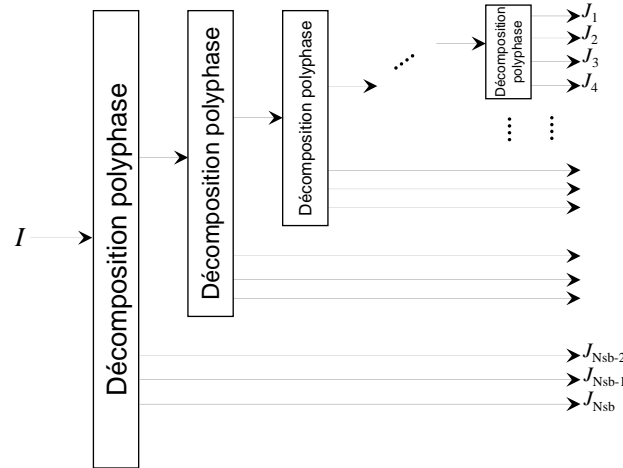 I
Décomposition polyphase
Décomposition polyphase
Décomposition polyphase
Décomposition
polyphase
J1
J2
J3
J4
JNsb-2
JNsb-1
JNsb